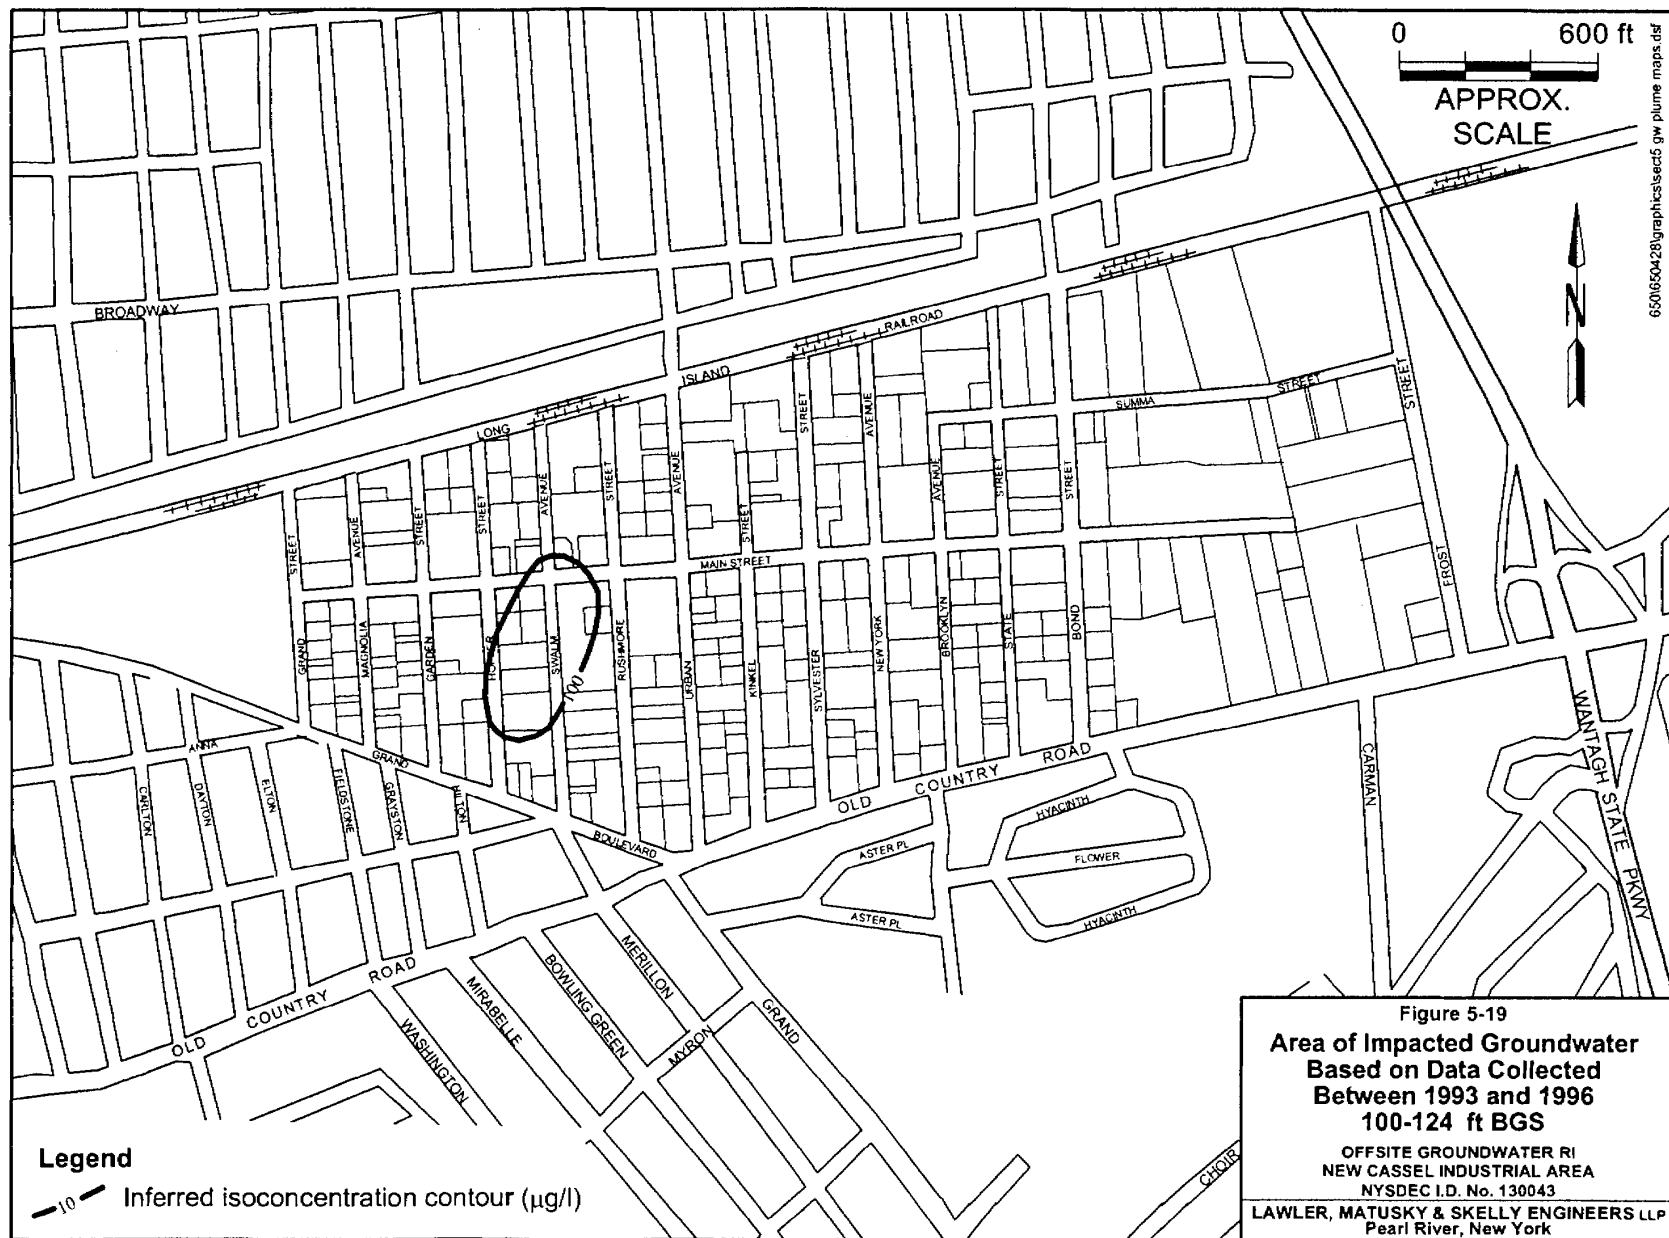 0 600 ft
APPROX.
SCALE
650\650428\graphics\sect5 gw plume maps.dsf
N
BROADWAY
LONG ISLAND RAILROAD
SUMMA STREET
FROST STREET
MAIN STREET
GRAND STREET
MAGNOLIA AVENUE
GARDEN STREET
STREET
SWALM AVENUE
RUSHMORE STREET
URBAN AVENUE
KINKEL STREET
SYLVESTER STREET
NEW YORK AVENUE
BROOKLYN AVENUE
STATE STREET
BOND STREET
100
ANNA
CARLTON
DAYTON
ELTON
FIELDSTONE
GRAYSTON
HILTON
GRAND BOULEVARD
OLD COUNTRY ROAD
OLD COUNTRY ROAD
HYACINTH
FLOWER
HYACINTH
ASTER PL
ASTER PL
CARMAN
WANTAGH STATE PKWY
WASHINGTON
MIRABELLE
BOWLING GREEN
MERILLON
MYRON
GRAND
CHOIR
Legend
10 Inferred isoconcentration contour (µg/l)
Figure 5-19
Area of Impacted Groundwater
Based on Data Collected
Between 1993 and 1996
100-124 ft BGS
OFFSITE GROUNDWATER RI
NEW CASSEL INDUSTRIAL AREA
NYSDEC I.D. No. 130043
LAWLER, MATUSKY & SKELLY ENGINEERS LLP
Pearl River, New York